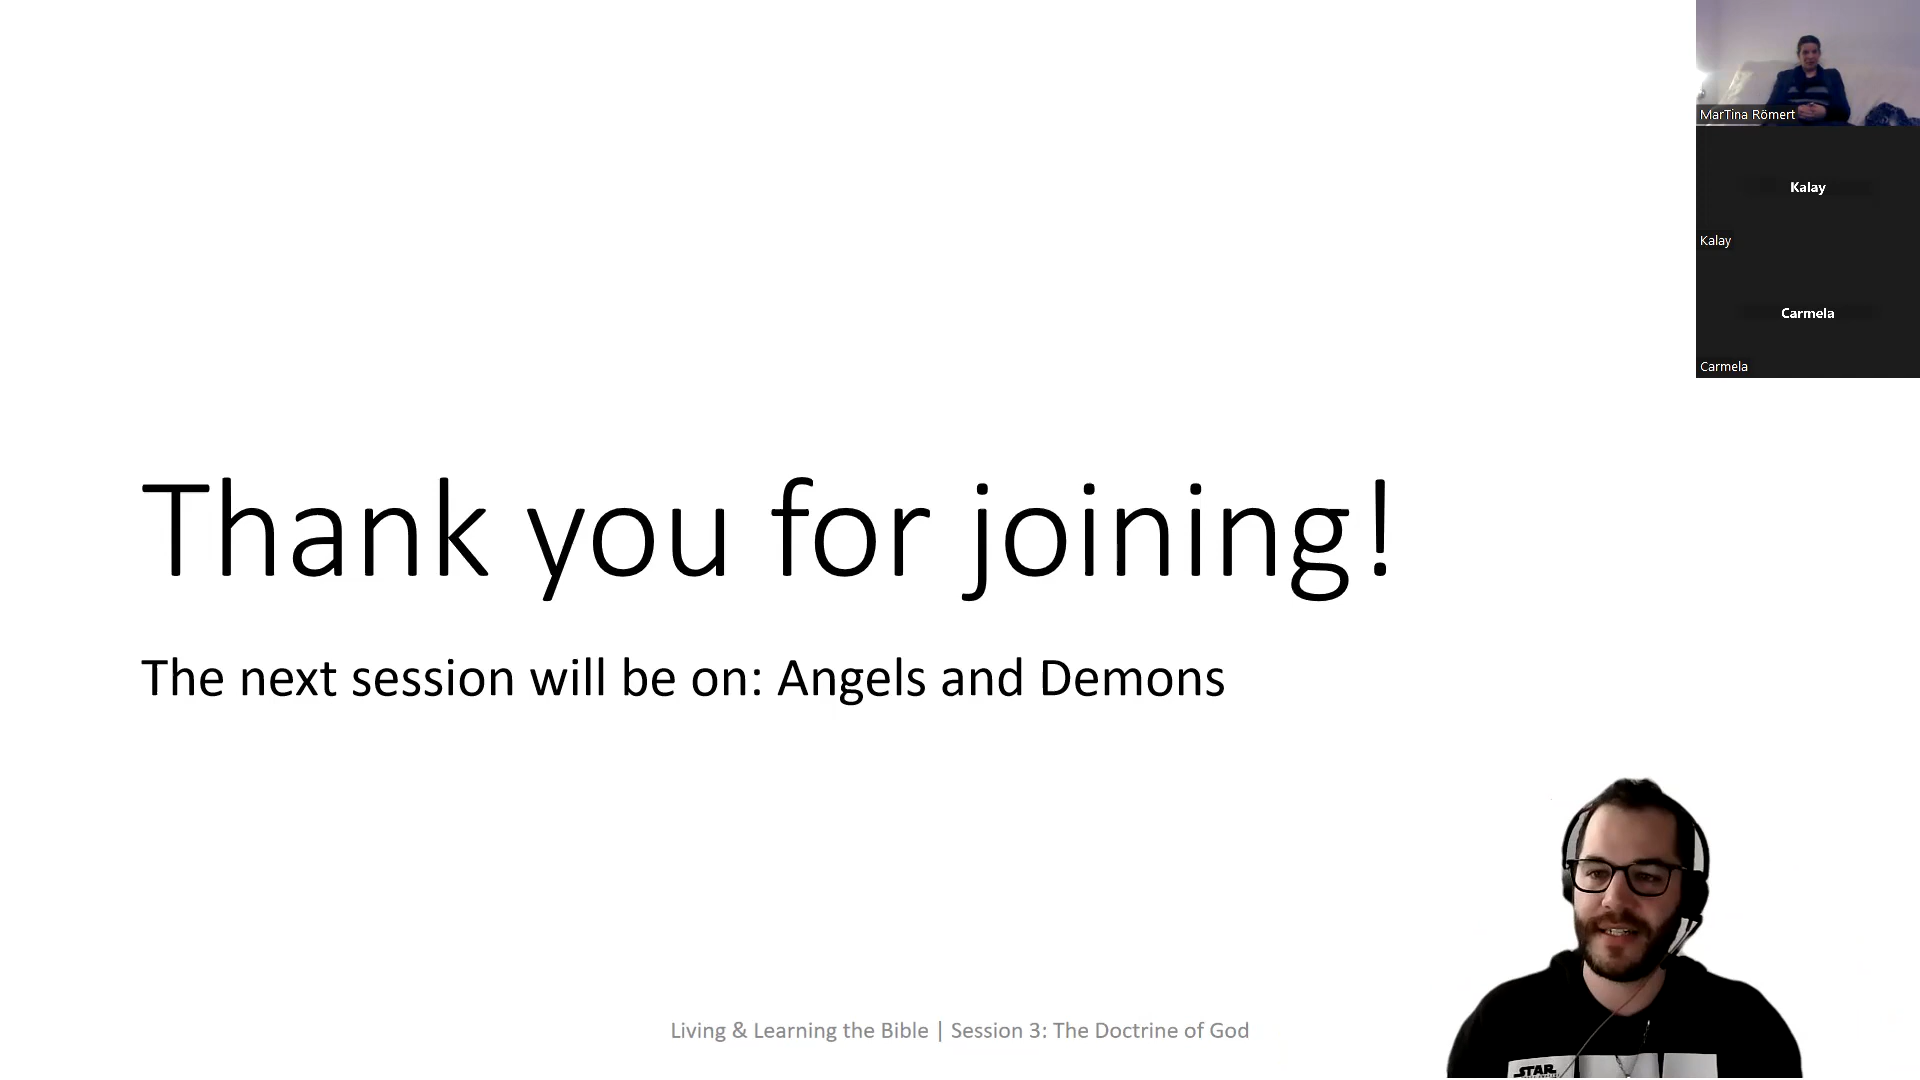 MarTina Römert
Kalay
Kalay
Carmela
Carmela
Thank you for joining!
The next session will be on: Angels and Demons
Living & Learning the Bible | Session 3: The Doctrine of God
STAR